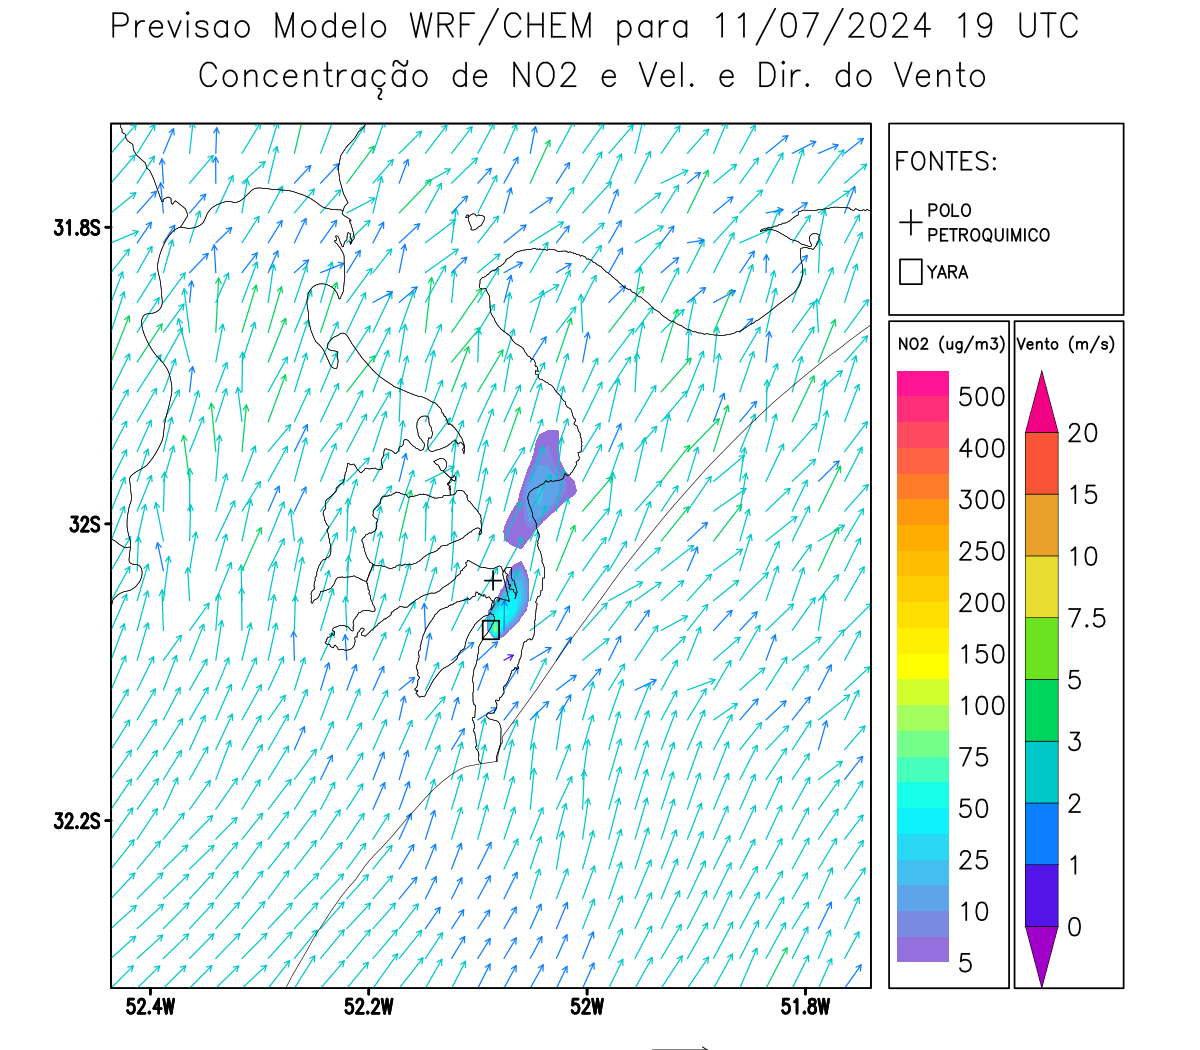 Previsao Modelo WRF/CHEM para 11/07/2024 19 UTC
Concentração de NO2 e Vel. e Dir. do Vento
FONTES:
POLO
PETROQUIMICO
YARA
NO2 (ug/m3)
500
400
300
250
200
150
100
75
50
25
10
5
Vento (m/s)
20
15
10
7.5
5
3
2
1
0
31.8S
32S
32.2S
52.4W 52.2W 52W 51.8W